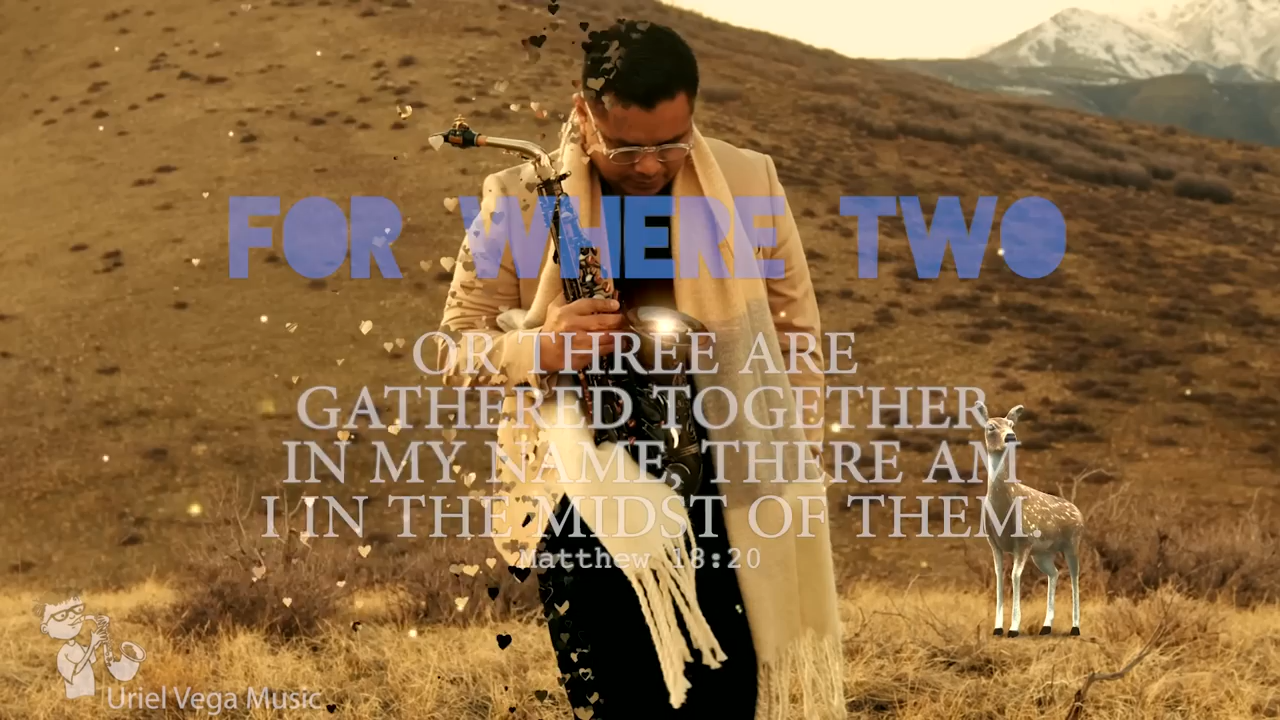 FOR WHERE TWO
OR THREE ARE
GATHERED TOGETHER
IN MY NAME, THERE AM
I IN THE MIDST OF THEM.
Matthew 18:20
Uriel Vega Music